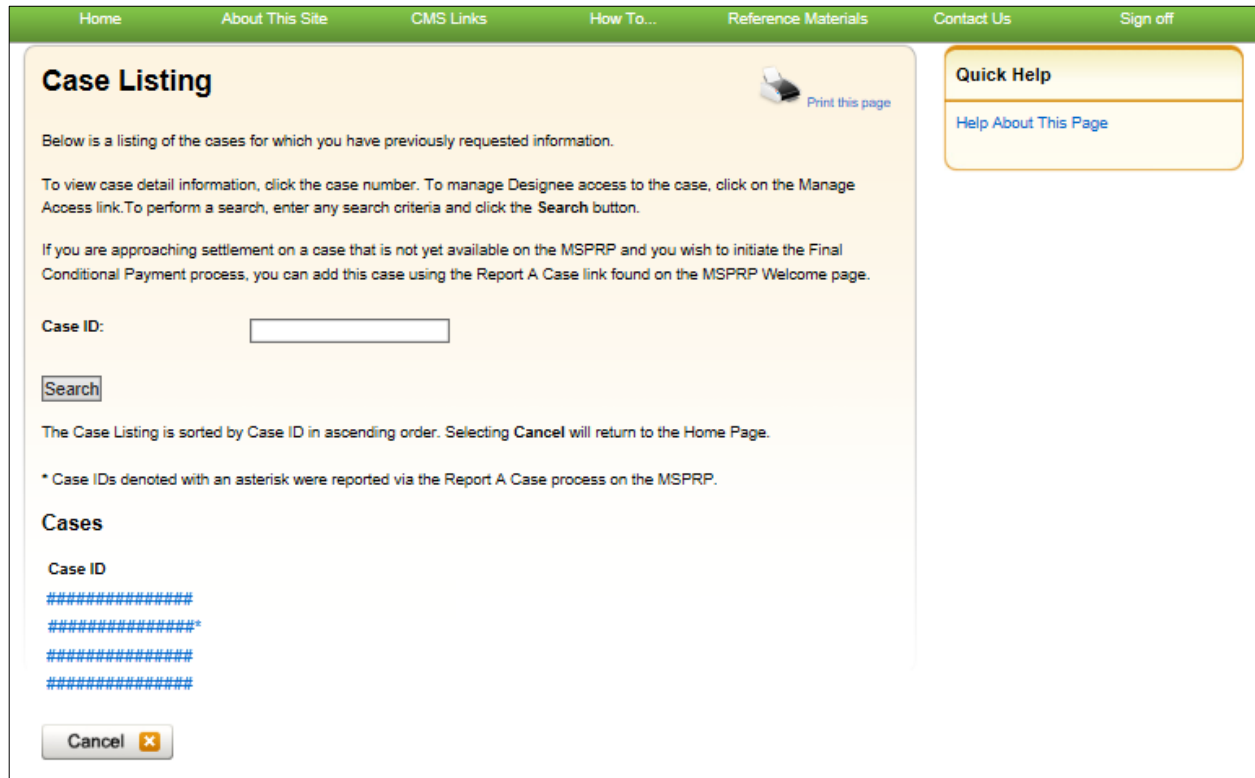 Home About This Site CMS Links How To... Reference Materials Contact Us Sign off
Case Listing
Print this page
Below is a listing of the cases for which you have previously requested information.
To view case detail information, click the case number. To manage Designee access to the case, click on the Manage
Access link.To perform a search, enter any search criteria and click the Search button.
If you are approaching settlement on a case that is not yet available on the MSPRP and you wish to initiate the Final
Conditional Payment process, you can add this case using the Report A Case link found on the MSPRP Welcome page.
Case ID:
Search
The Case Listing is sorted by Case ID in ascending order. Selecting Cancel will return to the Home Page.
* Case IDs denoted with an asterisk were reported via the Report A Case process on the MSPRP.
Cases
Case ID
###############
###############*
###############
###############
Cancel
Quick Help
Help About This Page